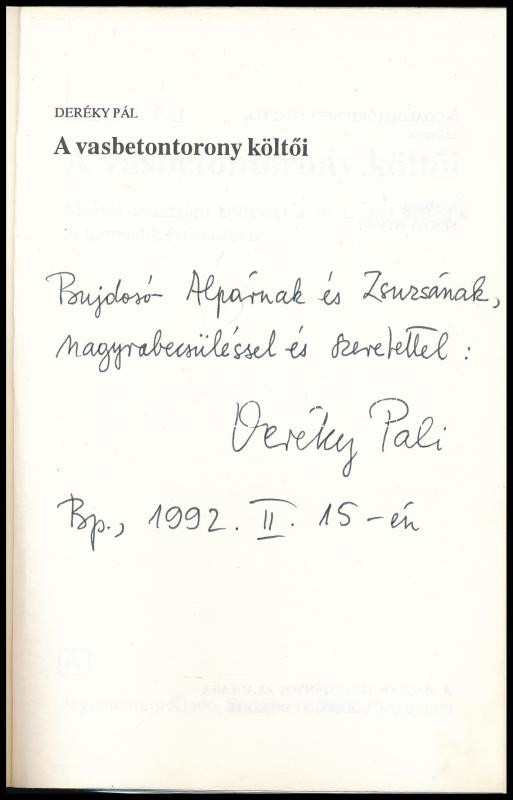 DERÉKY PÁL
A vasbetontorony költői
Bujdosó Alpárnak és Zsuzsának,
nagyrabecsüléssel és szeretettel :
Deréky Pali
Bp., 1992. II. 15-én